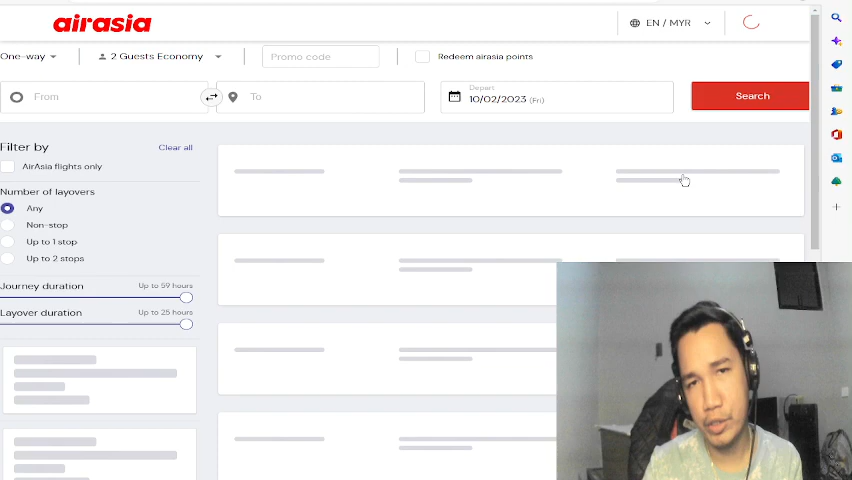 airasia
EN / MYR
One-way
2 Guests Economy
Promo code
Redeem airasia points
From
To
Depart
10/02/2023 (Fri)
Search
Filter by
Clear all
AirAsia flights only
Number of layovers
Any
Non-stop
Up to 1 stop
Up to 2 stops
Journey duration
Up to 59 hours
Layover duration
Up to 25 hours